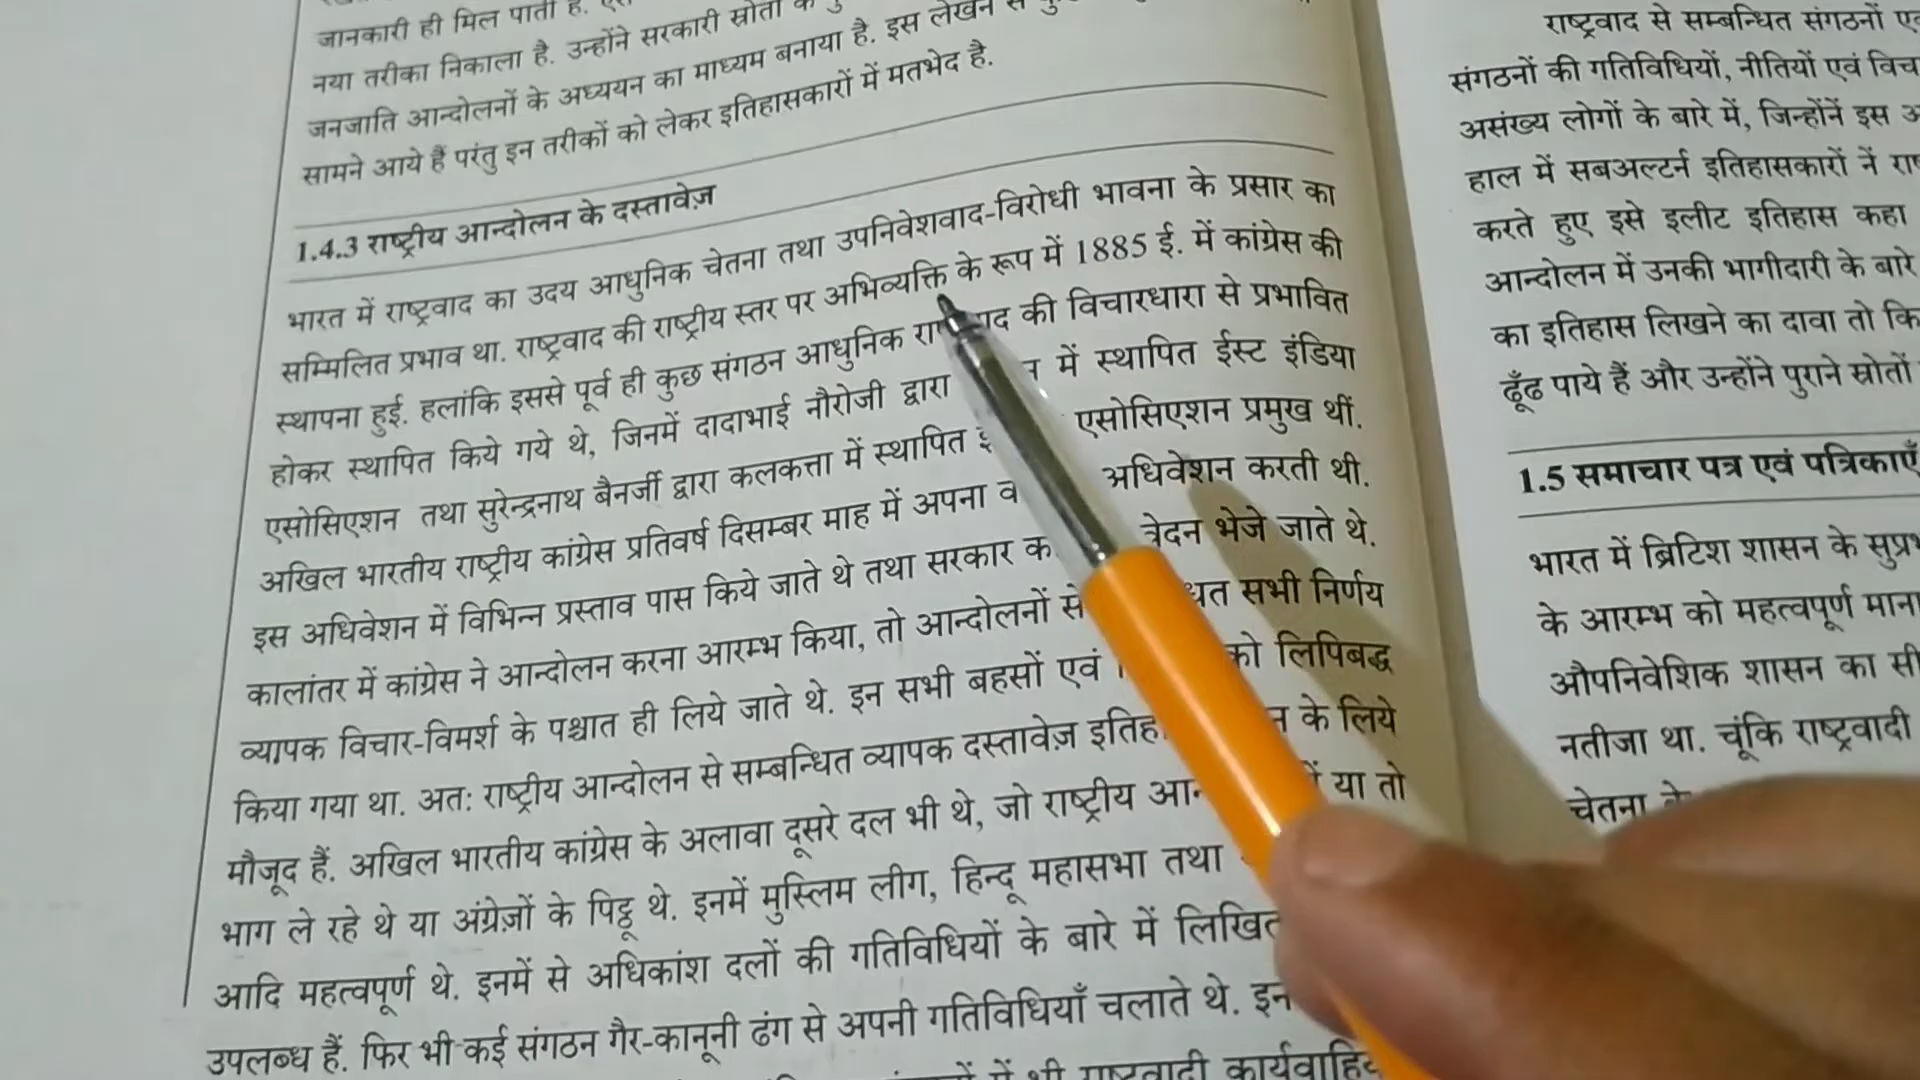 जानकारी ही मिल पाती है.
नया तरीका निकाला है. उन्होंने सरकारी स्रोतों के
जनजाति आन्दोलनों के अध्ययन का माध्यम बनाया है. इस लेखन से
सामने आये हैं परंतु इन तरीकों को लेकर इतिहासकारों में मतभेद है.
1.4.3 राष्ट्रीय आन्दोलन के दस्तावेज़
भारत में राष्ट्रवाद का उदय आधुनिक चेतना तथा उपनिवेशवाद-विरोधी भावना के प्रसार का
सम्मिलित प्रभाव था. राष्ट्रवाद की राष्ट्रीय स्तर पर अभिव्यक्ति के रूप में 1885 ई. में कांग्रेस की
स्थापना हुई. हलांकि इससे पूर्व ही कुछ संगठन आधुनिक की विचारधारा से प्रभावित
होकर स्थापित किये गये थे, जिनमें दादाभाई नौरोजी द्वारा में स्थापित ईस्ट इंडिया
एसोसिएशन तथा सुरेन्द्रनाथ बैनर्जी द्वारा कलकत्ता में स्थापित एसोसिएशन प्रमुख थीं.
अखिल भारतीय राष्ट्रीय कांग्रेस प्रतिवर्ष दिसम्बर माह में अपना अधिवेशन करती थी.
इस अधिवेशन में विभिन्न प्रस्ताव पास किये जाते थे तथा सरकार भेजे जाते थे.
कालांतर में कांग्रेस ने आन्दोलन करना आरम्भ किया, तो आन्दोलनों से सभी निर्णय
व्यापक विचार-विमर्श के पश्चात ही लिये जाते थे. इन सभी बहसों एवं को लिपिबद्ध
किया गया था. अत: राष्ट्रीय आन्दोलन से सम्बन्धित व्यापक दस्तावेज़ के लिये
मौजूद हैं. अखिल भारतीय कांग्रेस के अलावा दूसरे दल भी थे, जो राष्ट्रीय या तो
भाग ले रहे थे या अंग्रेज़ों के पिट्ठू थे. इनमें मुस्लिम लीग, हिन्दू महासभा तथा
आदि महत्वपूर्ण थे. इनमें से अधिकांश दलों की गतिविधियों के बारे में लिखित
उपलब्ध हैं. फिर भी कई संगठन गैर-कानूनी ढंग से अपनी गतिविधियाँ चलाते थे.
में भी राष्ट्रवादी
राष्ट्रवाद से सम्बन्धित संगठनों
संगठनों की गतिविधियों, नीतियों एवं
असंख्य लोगों के बारे में, जिन्होंनें इस
हाल में सबअल्टर्न इतिहासकारों नें
करते हुए इसे इलीट इतिहास कहा
आन्दोलन में उनकी भागीदारी के बारे
का इतिहास लिखने का दावा तो
ढूँढ पाये हैं और उन्होंने पुराने स्रोतों
1.5 समाचार पत्र एवं पत्रिकाएँ
भारत में ब्रिटिश शासन के
के आरम्भ को महत्वपूर्ण
औपनिवेशिक शासन का
नतीजा था. चूंकि राष्ट्रवादी
चेतना